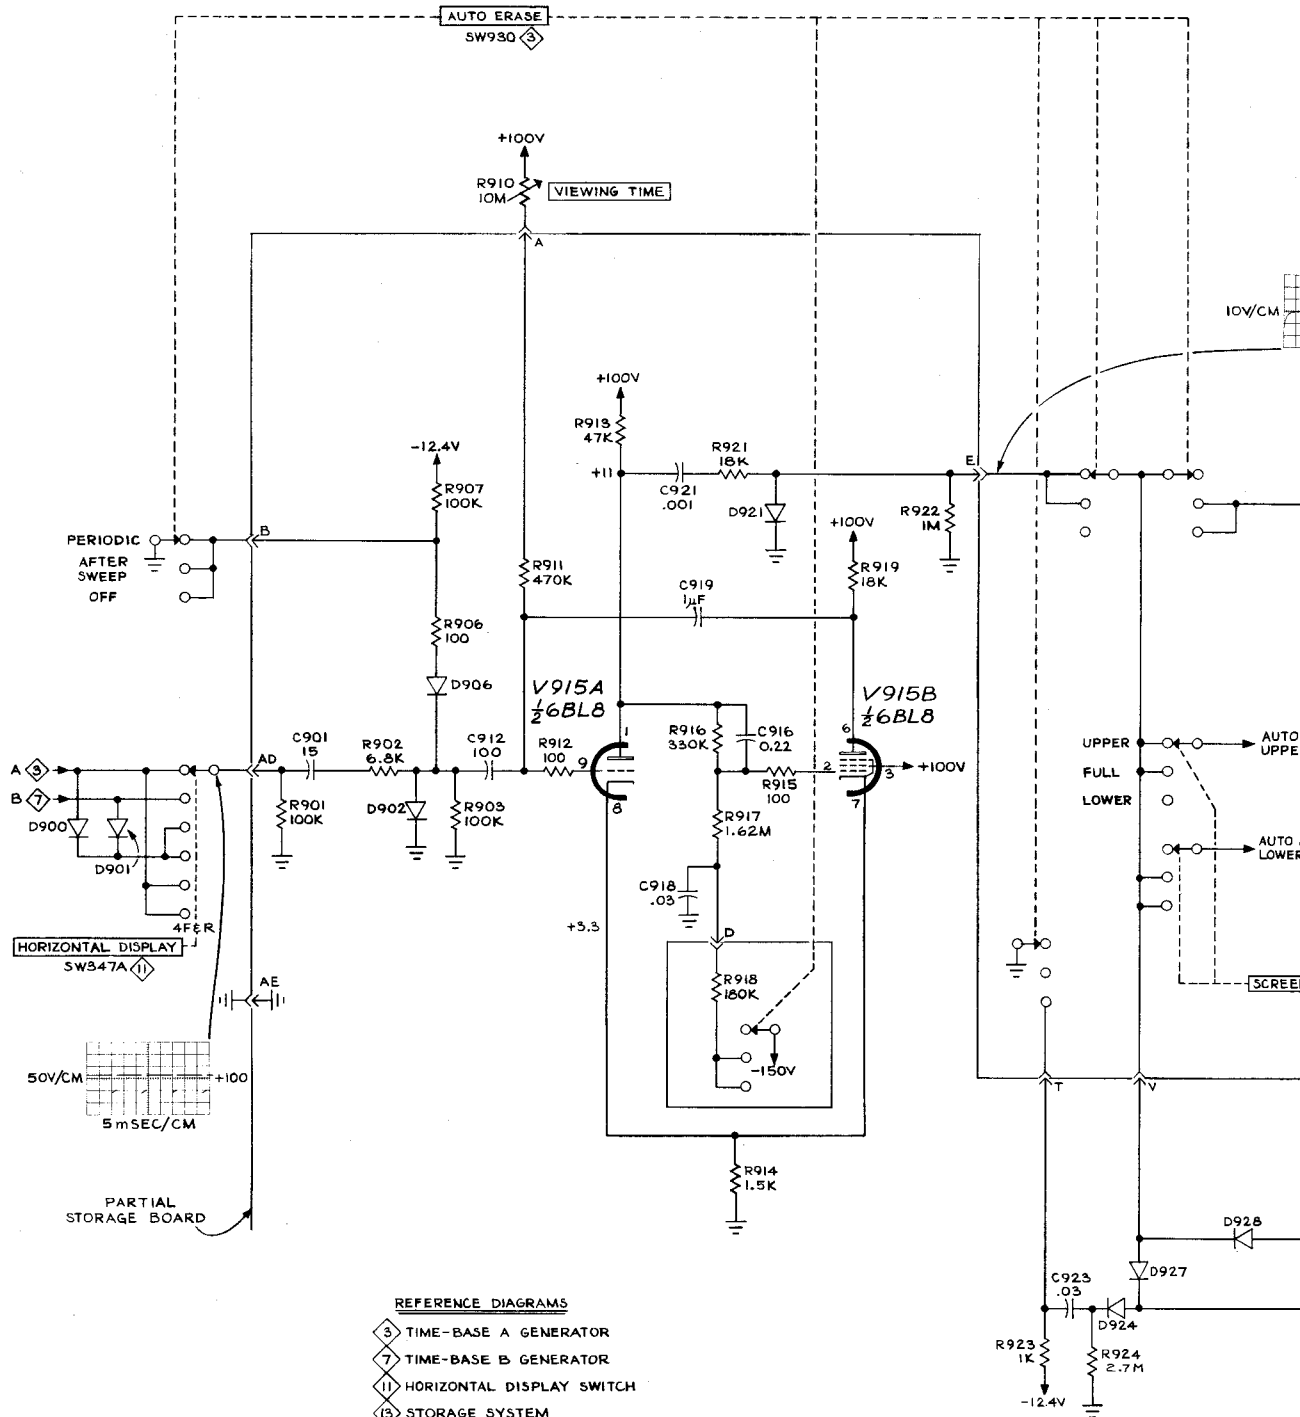 AUTO ERASE
SW930 3
+100V
R910
10M
VIEWING TIME
A
10V/CM
+100V
R913
47K
-12.4V
R921
18K
E
+11
C921
.001
R907
100K
D921
R922
1M
+100V
PERIODIC
B
AFTER
SWEEP
OFF
R911
470K
R919
18K
C919
1µF
R906
100
D906
V915A
½6BL8
V915B
½6BL8
1
R916
330K
C916
0.22
6
A 3
AD
C901
15
R902
6.8K
C912
100
R912
100
9
2
3
+100V
UPPER
AUTO
UPPE
B 7
R915
100
FULL
8
7
LOWER
D900
D901
R901
100K
D902
R903
100K
R917
1.62M
AUTO
LOWER
C918
.03
4FER
+3.3
HORIZONTAL DISPLAY
SW347A 11
D
AE
R918
180K
SCREE
50V/CM
+100
5mSEC/CM
-150V
T
V
R914
1.5K
PARTIAL
STORAGE BOARD
D928
D927
C923
.03
D924
REFERENCE DIAGRAMS
3 TIME-BASE A GENERATOR
7 TIME-BASE B GENERATOR
11 HORIZONTAL DISPLAY SWITCH
13 STORAGE SYSTEM
R923
1K
R924
2.7M
-12.4V